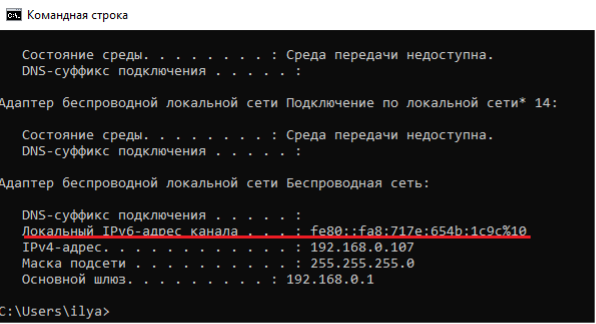 Командная строка
Состояние среды. . . . . . . . : Среда передачи недоступна.
DNS-суффикс подключения . . . . . :
Адаптер беспроводной локальной сети Подключение по локальной сети* 14:
Состояние среды. . . . . . . . : Среда передачи недоступна.
DNS-суффикс подключения . . . . . :
Адаптер беспроводной локальной сети Беспроводная сеть:
DNS-суффикс подключения . . . . . :
Локальный IPv6-адрес канала . . . : fe80::fa8:717e:654b:1c9c%10
IPv4-адрес. . . . . . . . . . . . : 192.168.0.107
Маска подсети . . . . . . . . . . : 255.255.255.0
Основной шлюз. . . . . . . . . : 192.168.0.1
C:\Users\ilya>